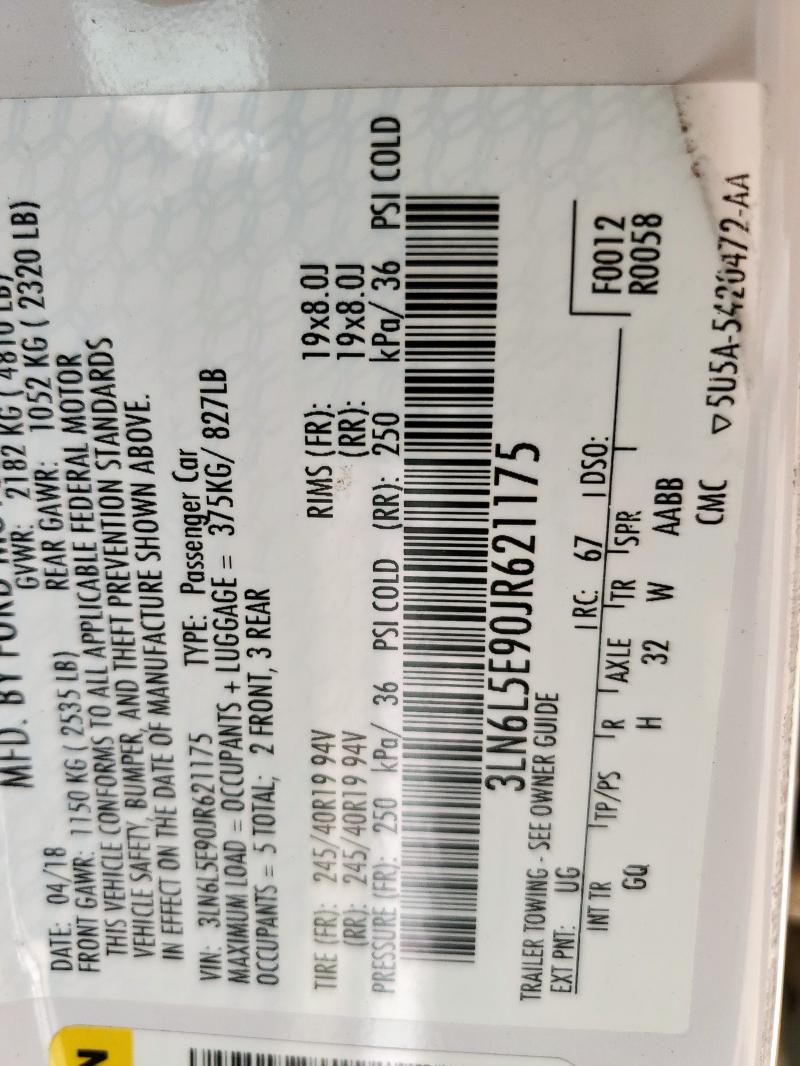 MFD. BY FORD
DATE: 04/18 GVWR: 2182 KG ( 4810 LB)
FRONT GAWR: 1150 KG ( 2535 LB) REAR GAWR: 1052 KG ( 2320 LB)
THIS VEHICLE CONFORMS TO ALL APPLICABLE FEDERAL MOTOR
VEHICLE SAFETY, BUMPER, AND THEFT PREVENTION STANDARDS
IN EFFECT ON THE DATE OF MANUFACTURE SHOWN ABOVE.
VIN: 3LN6L5E90JR621175 TYPE: Passenger Car
MAXIMUM LOAD = OCCUPANTS + LUGGAGE = 375KG/ 827LB
OCCUPANTS = 5 TOTAL; 2 FRONT, 3 REAR
TIRE (FR): 245/40R19 94V RIMS (FR): 19x8.0J
(RR): 245/40R19 94V (RR): 19x8.0J
PRESSURE (FR): 250 kPa/ 36 PSI COLD (RR): 250 kPa/ 36 PSI COLD
3LN6L5E90JR621175
TRAILER TOWING - SEE OWNER GUIDE
EXT PNT: UG RC: 67 DSO:
F0012
R0058
INT TR TP/PS R AXLE TR SPR
GQ H 32 W AABB
CMC ▽5U5A-5420472-AA
N